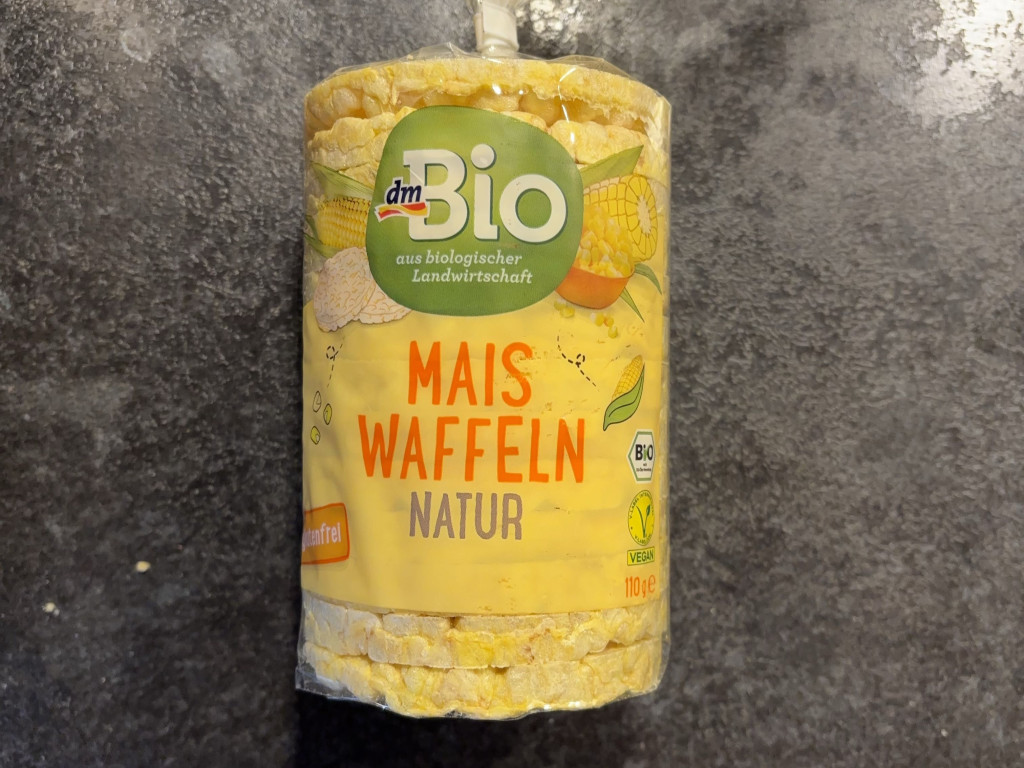 dm
Bio
aus biologischer
Landwirtschaft
MAIS
WAFFELN
NATUR
BiO
VEGAN
110 g e